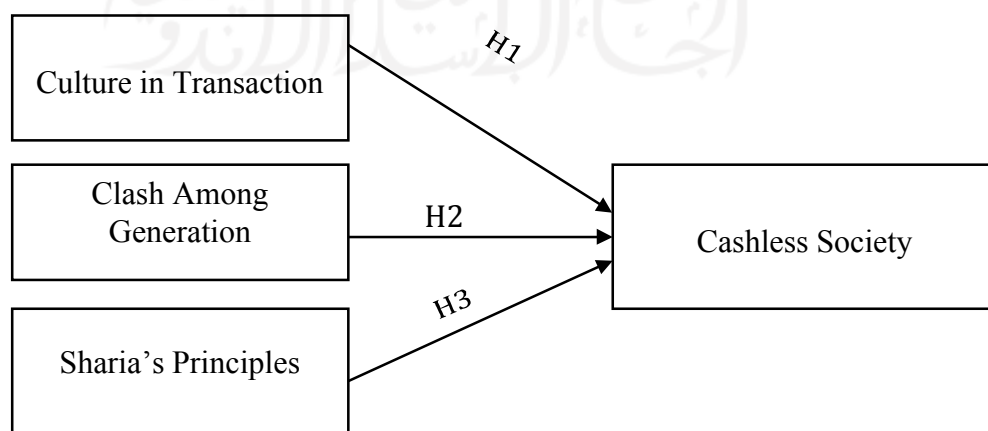 H1
Culture in Transaction
Clash Among
Generation
H2
Cashless Society
H3
Sharia’s Principles